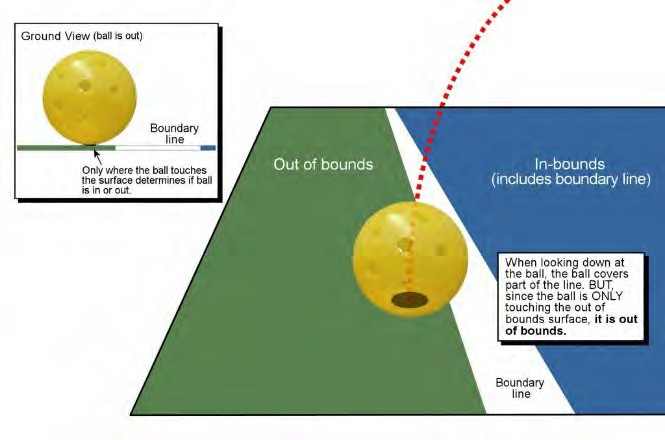 Ground View (ball is out)
Boundary
line
Only where the ball touches
the surface determines if ball
is in or out.
Out of bounds
In-bounds
(includes boundary line)
When looking down at
the ball, the ball covers
part of the line. BUT,
since the ball is ONLY
touching the out of
bounds surface, it is out
of bounds.
Boundary
line